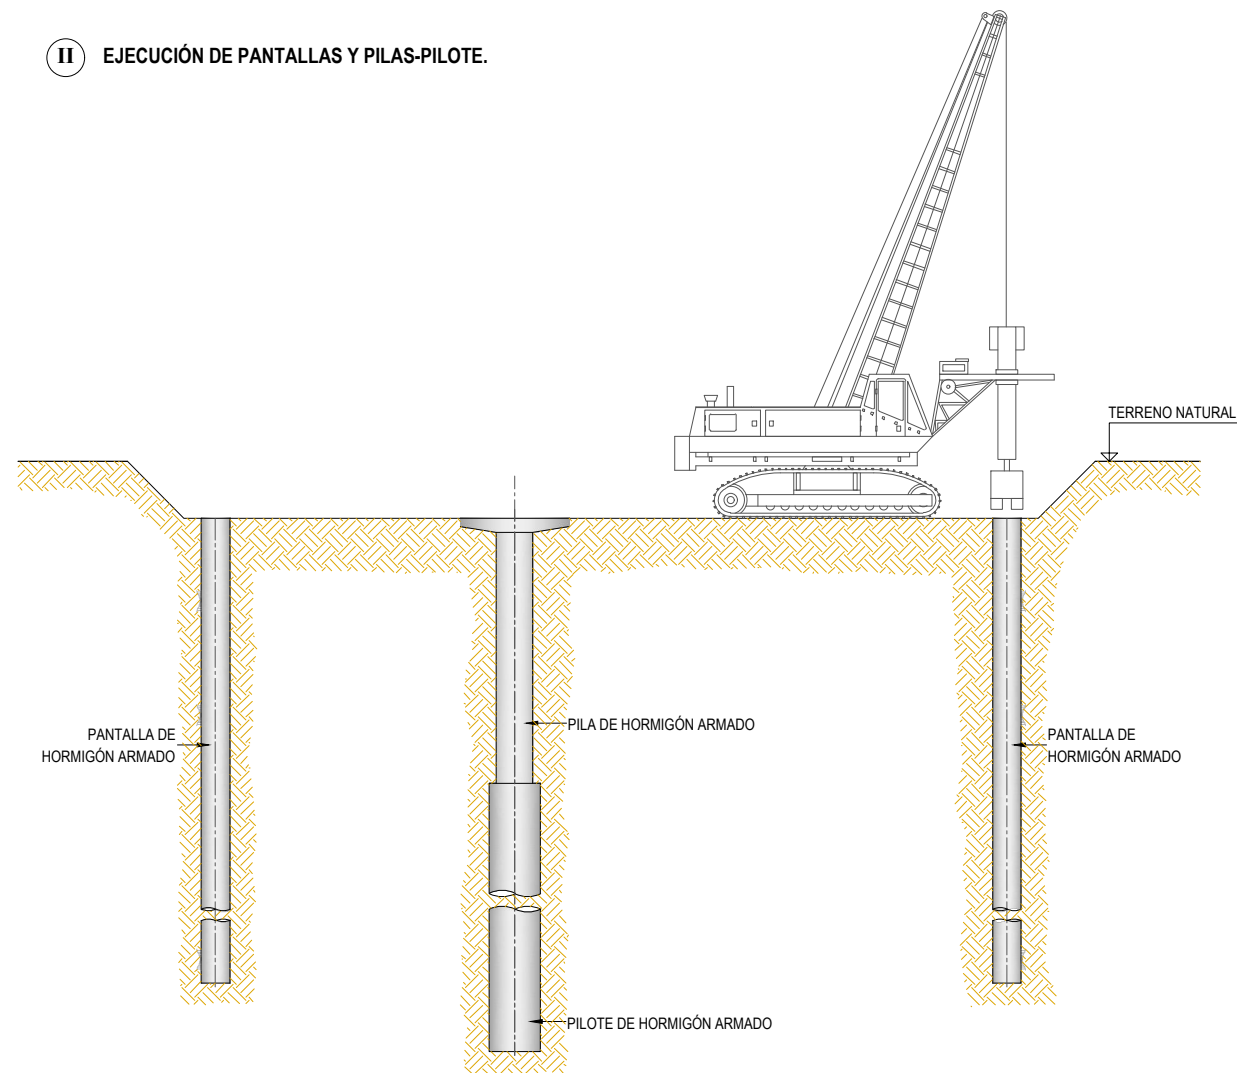 II EJECUCIÓN DE PANTALLAS Y PILAS-PILOTE.
TERRENO NATURAL
PILA DE HORMIGÓN ARMADO
PANTALLA DE
HORMIGÓN ARMADO
PANTALLA DE
HORMIGÓN ARMADO
PILOTE DE HORMIGÓN ARMADO